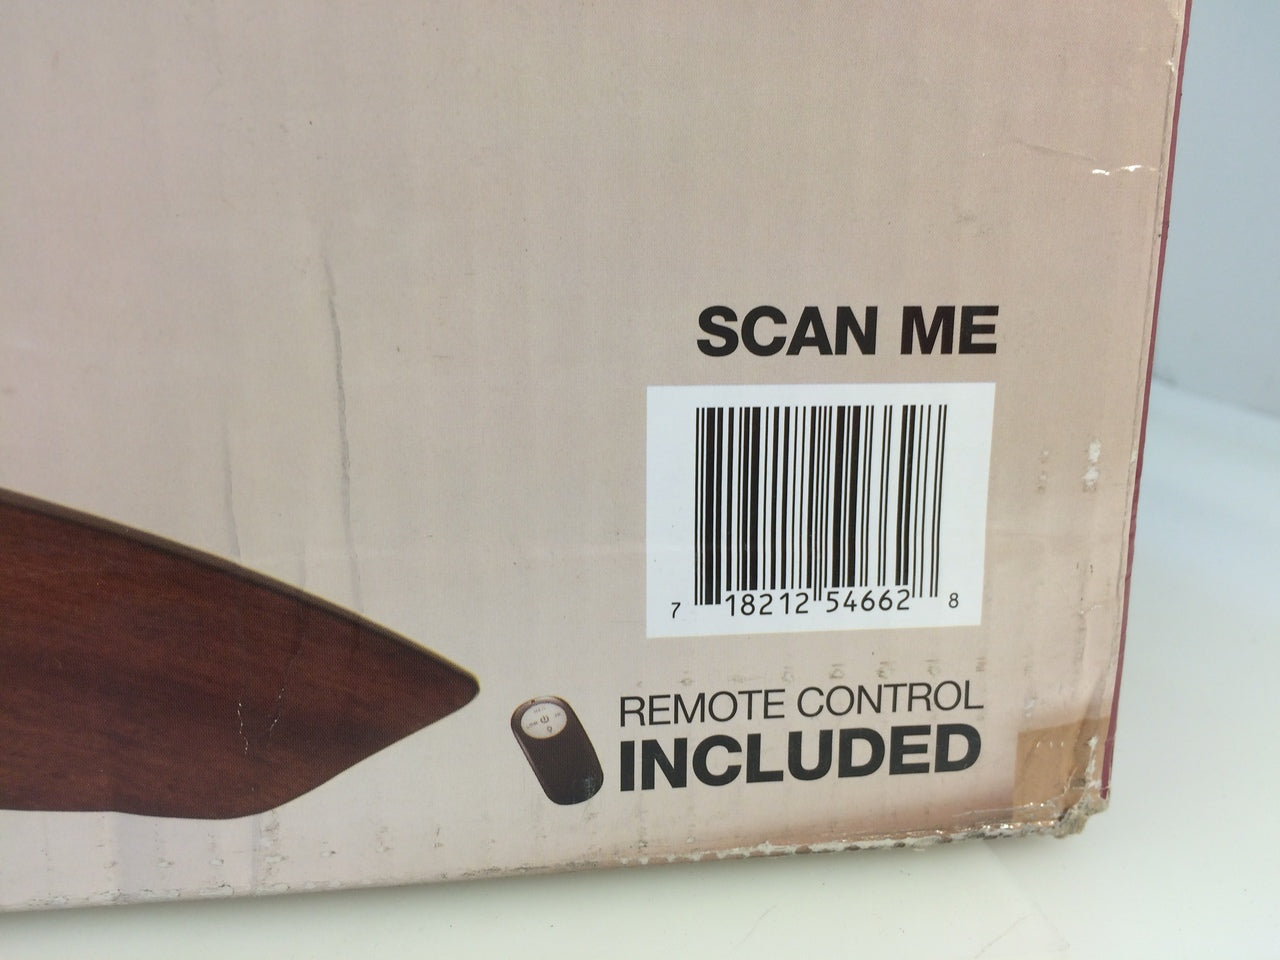 SCAN ME
7 18212 54662 8
REMOTE CONTROL
INCLUDED